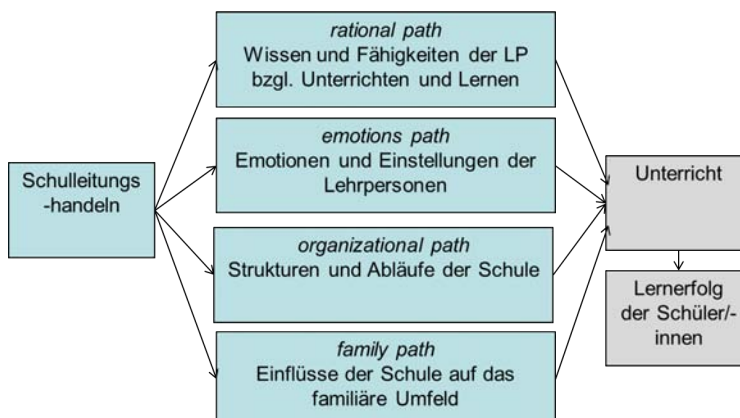 rational path
Wissen und Fähigkeiten der LP
bzgl. Unterrichten und Lernen
emotions path
Emotionen und Einstellungen der
Lehrpersonen
Schulleitungs
-handeln
Unterricht
organizational path
Strukturen und Abläufe der Schule
Lernerfolg
der Schüler/-
innen
family path
Einflüsse der Schule auf das
familiäre Umfeld